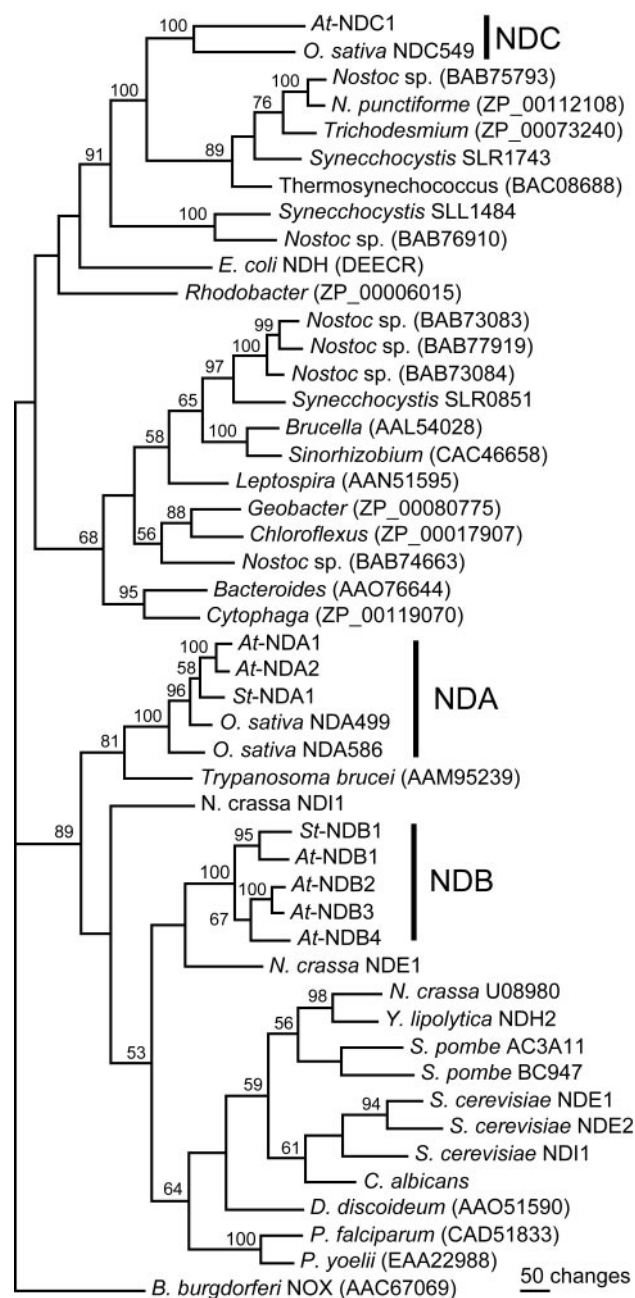 100 At-NDC1
O. sativa NDC549
NDC
100
100 Nostoc sp. (BAB75793)
N. punctiforme (ZP_00112108)
76
Trichodesmium (ZP_00073240)
89 Synecchocystis SLR1743
91
Thermosynechococcus (BAC08688)
100 Synecchocystis SLL1484
Nostoc sp. (BAB76910)
E. coli NDH (DEECR)
Rhodobacter (ZP_00006015)
99 Nostoc sp. (BAB73083)
100 Nostoc sp. (BAB77919)
97 Nostoc sp. (BAB73084)
65 Synecchocystis SLR0851
100 Brucella (AAL54028)
58
Sinorhizobium (CAC46658)
Leptospira (AAN51595)
88 Geobacter (ZP_00080775)
68 56 Chloroflexus (ZP_00017907)
Nostoc sp. (BAB74663)
95 Bacteroides (AAO76644)
Cytophaga (ZP_00119070)
100 At-NDA1
58 At-NDA2
96 St-NDA1
NDA
100 O. sativa NDA499
81 O. sativa NDA586
Trypanosoma brucei (AAM95239)
N. crassa NDI1
89
95 St-NDB1
100 At-NDB1
NDB
100 At-NDB2
67 At-NDB3
At-NDB4
N. crassa NDE1
98 N. crassa U08980
56 Y. lipolytica NDH2
53
S. pombe AC3A11
59 S. pombe BC947
94 S. cerevisiae NDE1
S. cerevisiae NDE2
61 S. cerevisiae NDI1
C. albicans
64 D. discoideum (AAO51590)
100 P. falciparum (CAD51833)
P. yoelii (EAA22988)
B. burgdorferi NOX (AAC67069)
50 changes